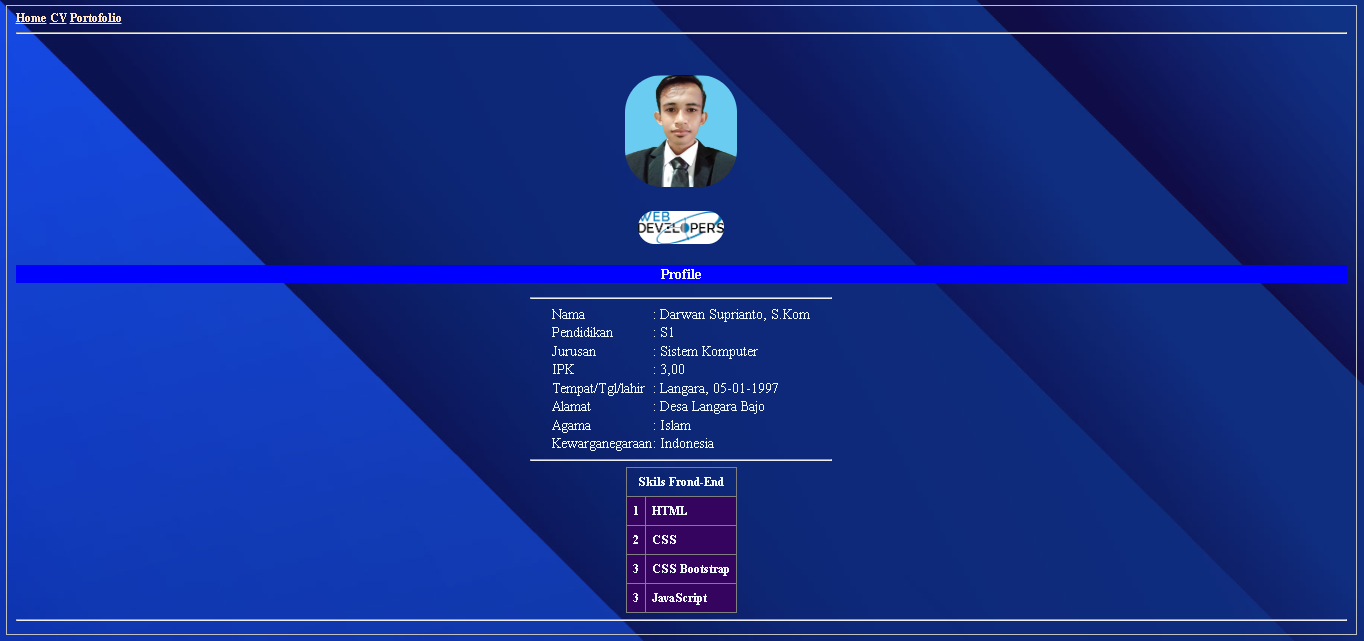 Home CV Portofolio
WEB
DEVELOPERS
Profile
Nama : Darwan Suprianto, S.Kom
Pendidikan : S1
Jurusan : Sistem Komputer
IPK : 3,00
Tempat/Tgl/lahir : Langara, 05-01-1997
Alamat : Desa Langara Bajo
Agama : Islam
Kewarganegaraan : Indonesia
Skils Frond-End
1 HTML
2 CSS
3 CSS Bootstrap
3 JavaScript